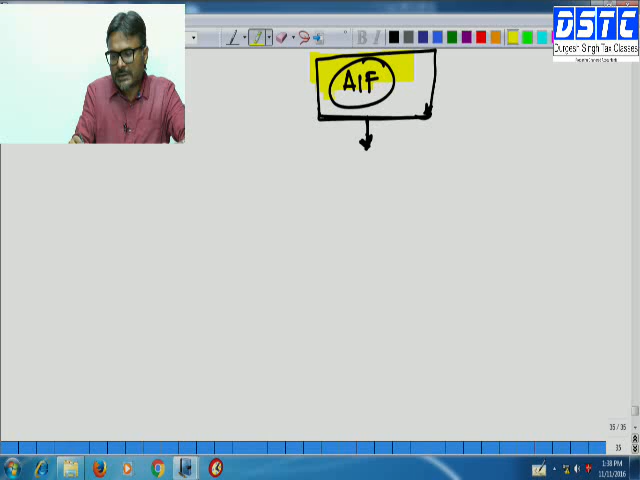 DSTC
Durgesh Singh Tax Classes
B I
AIF
35 / 35
35
1:38 PM
11/11/2016